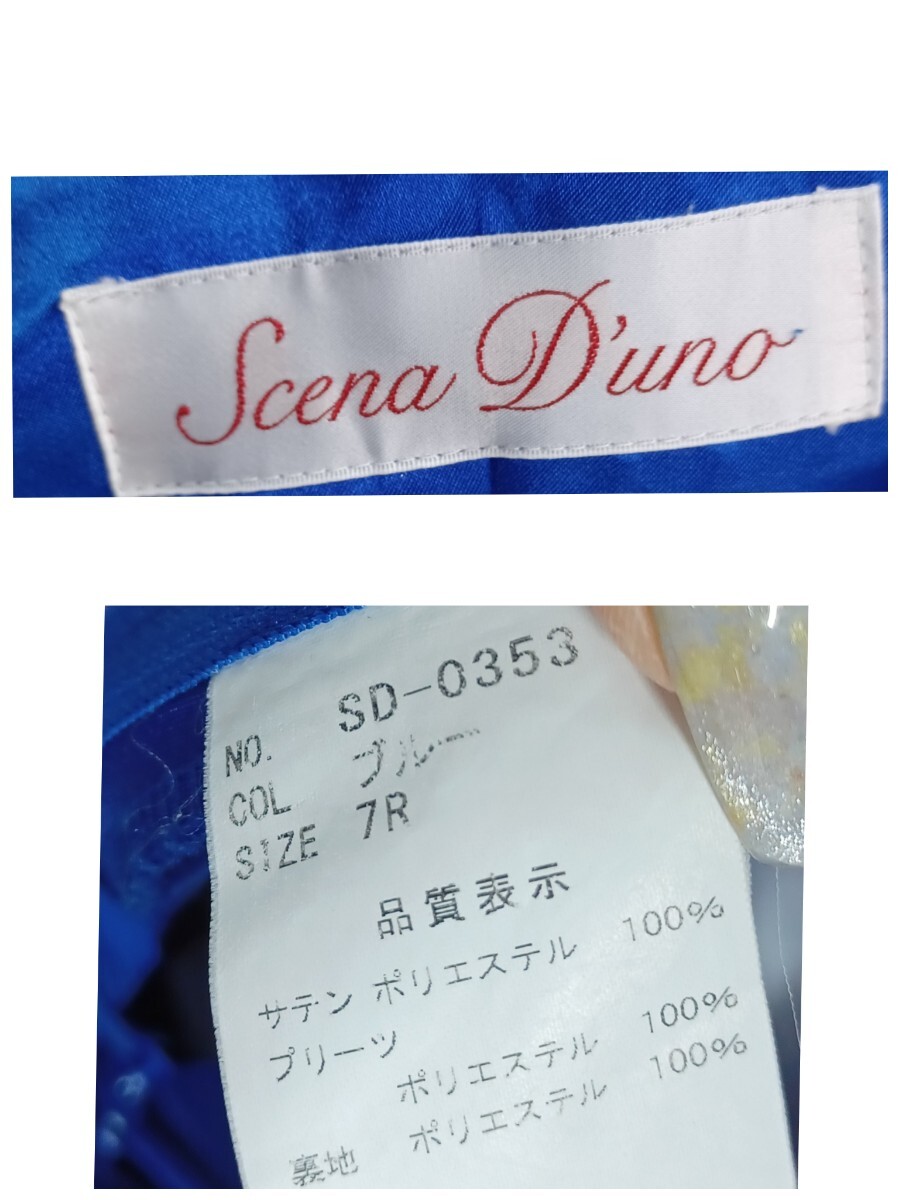 Scena D'uno
NO. SD-0353
COL ブルー
SIZE 7R
品質表示
サテン ポリエステル 100%
プリーツ
ポリエステル 100%
裏地 ポリエステル 100%